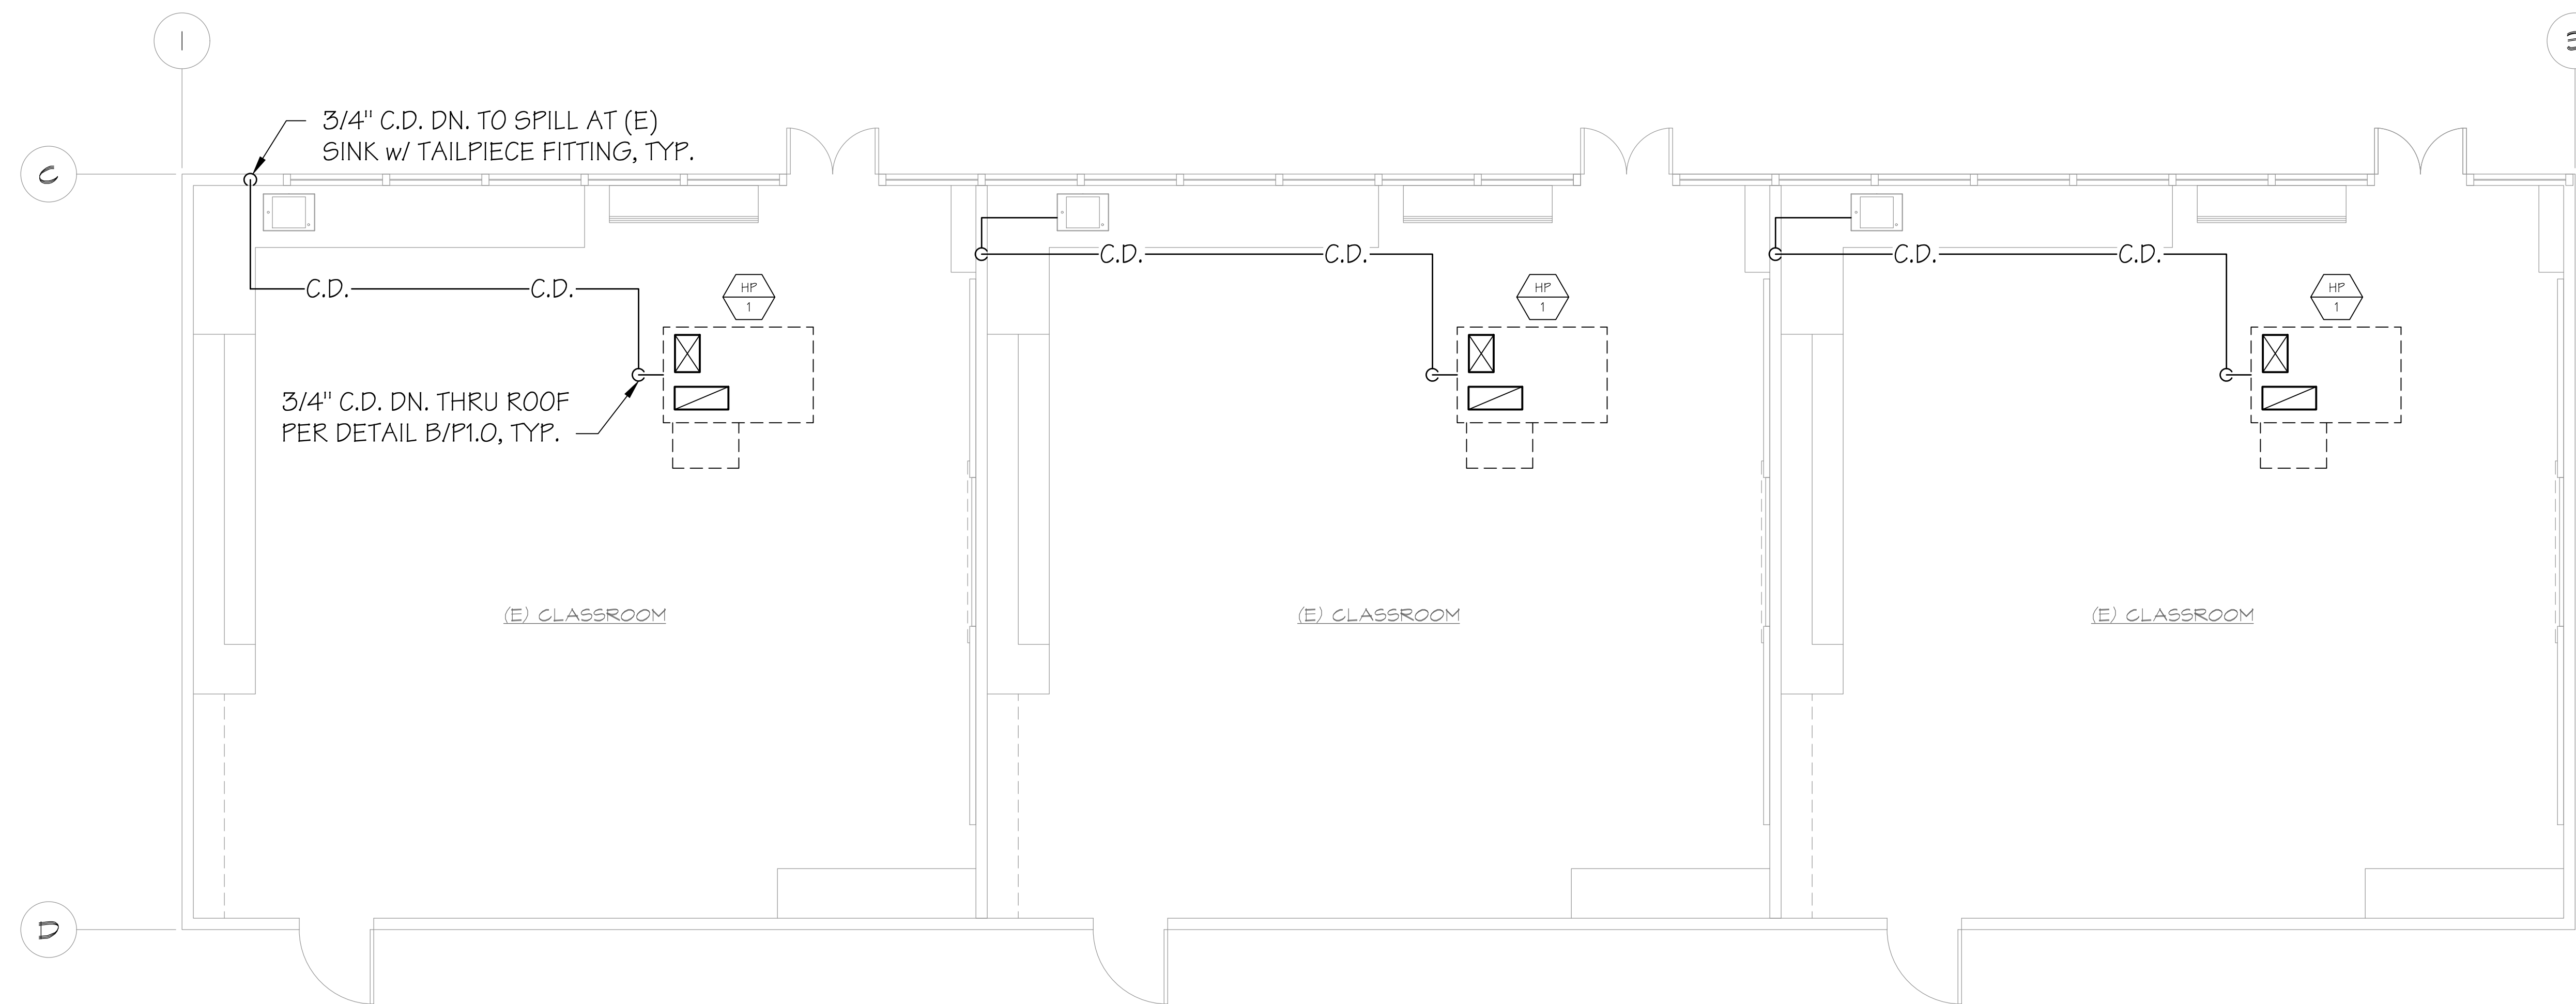 1
3
3/4" C.D. DN. TO SPILL AT (E)
SINK w/ TAILPIECE FITTING, TYP.
C
C.D. C.D.
C.D. C.D.
C.D. C.D.
HP
1
HP
1
HP
1
3/4" C.D. DN. THRU ROOF
PER DETAIL B/P1.0, TYP.
(E) CLASSROOM
(E) CLASSROOM
(E) CLASSROOM
D